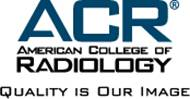 ACR®
AMERICAN COLLEGE OF
RADIOLOGY
QUALITY IS OUR IMAGE